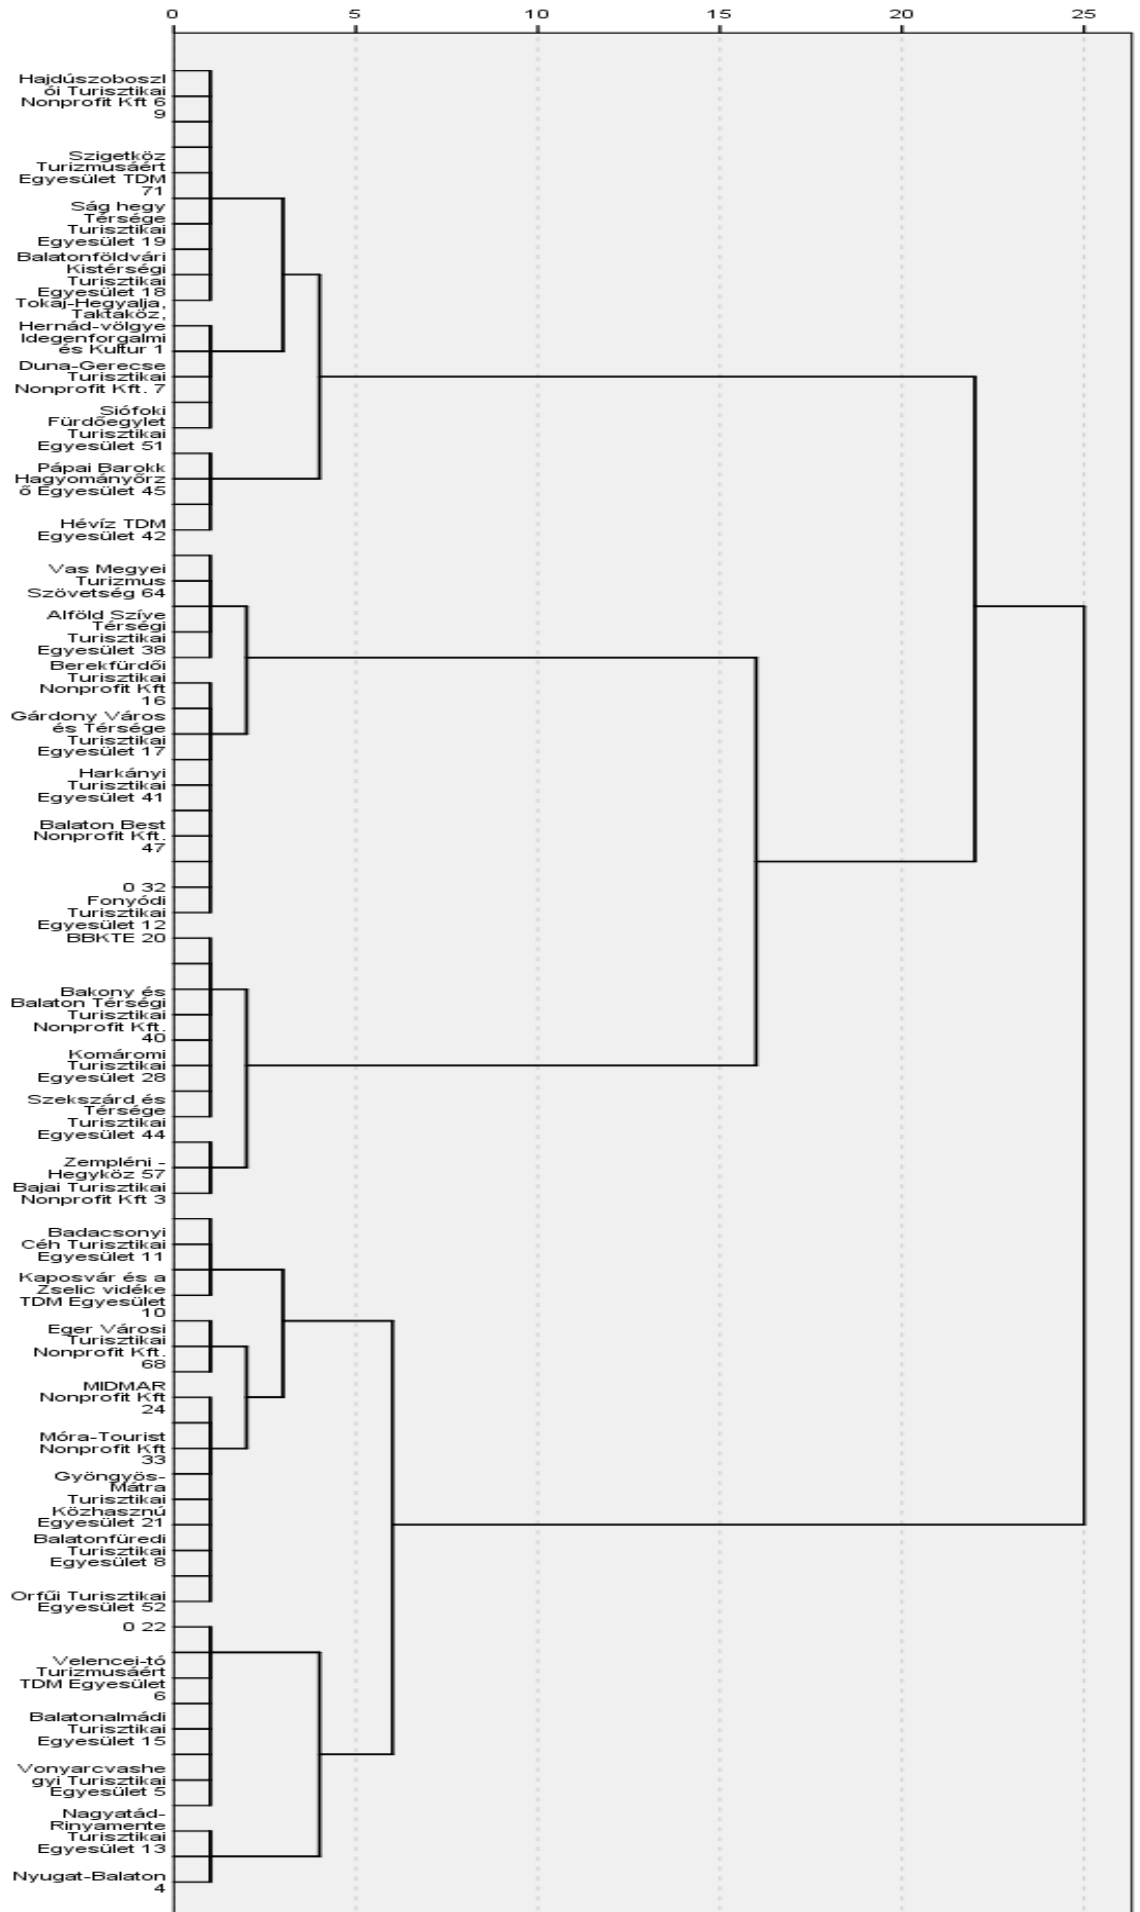 0 5 10 15 20 25
Hajdúszoboszl
ói Turisztikai
Nonprofit Kft 6
9
Szigetköz
Turizmusáért
Egyesület TDM
71
Ság hegy
Térsége
Turisztikai
Egyesület 19
Balatonföldvári
Kistérségi
Turisztikai
Egyesület 18
Tokaj-Hegyalja,
Taktaköz,
Hernád-völgye
Idegenforgalmi
és Kultur 1
Duna-Gerecse
Turisztikai
Nonprofit Kft. 7
Siófoki
Fürdőegylet
Turisztikai
Egyesület 51
Pápai Barokk
Hagyományőrz
ő Egyesület 45
Hévíz TDM
Egyesület 42
Vas Megyei
Turizmus
Szövetség 64
Alföld Szíve
Térségi
Turisztikai
Egyesület 38
Berekfürdői
Turisztikai
Nonprofit Kft
16
Gárdony Város
és Térsége
Turisztikai
Egyesület 17
Harkányi
Turisztikai
Egyesület 41
Balaton Best
Nonprofit Kft.
47
0 32
Fonyódi
Turisztikai
Egyesület 12
BBKTE 20
Bakony és
Balaton Térségi
Turisztikai
Nonprofit Kft.
40
Komáromi
Turisztikai
Egyesület 28
Szekszárd és
Térsége
Turisztikai
Egyesület 44
Zempléni -
Hegyköz 57
Bajai Turisztikai
Nonprofit Kft 3
Badacsonyi
Céh Turisztikai
Egyesület 11
Kaposvár és a
Zselic vidéke
TDM Egyesület
10
Eger Városi
Turisztikai
Nonprofit Kft.
68
MIDMAR
Nonprofit Kft
24
Móra-Tourist
Nonprofit Kft
33
Gyöngyös-
Mátra
Turisztikai
Közhasznú
Egyesület 21
Balatonfüredi
Turisztikai
Egyesület 8
Orfűi Turisztikai
Egyesület 52
0 22
Velencei-tó
Turizmusáért
TDM Egyesület
6
Balatonalmádi
Turisztikai
Egyesület 15
Vonyarcvashe
gyi Turisztikai
Egyesület 5
Nagyatád-
Rinyamente
Turisztikai
Egyesület 13
Nyugat-Balaton
4